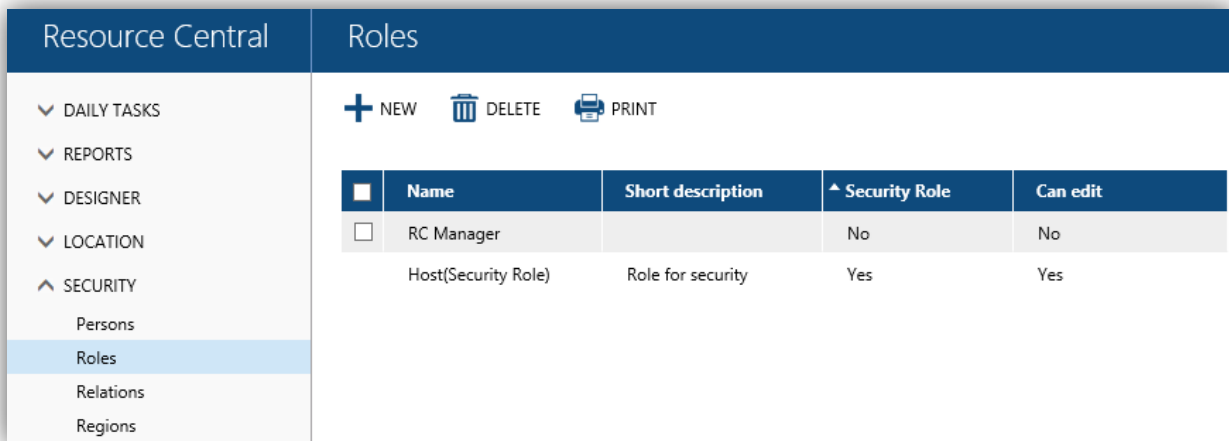 Resource Central
Roles
DAILY TASKS
REPORTS
DESIGNER
LOCATION
SECURITY
Persons
Roles
Relations
Regions
NEW DELETE PRINT
Name Short description Security Role Can edit
RC Manager No No
Host(Security Role) Role for security Yes Yes